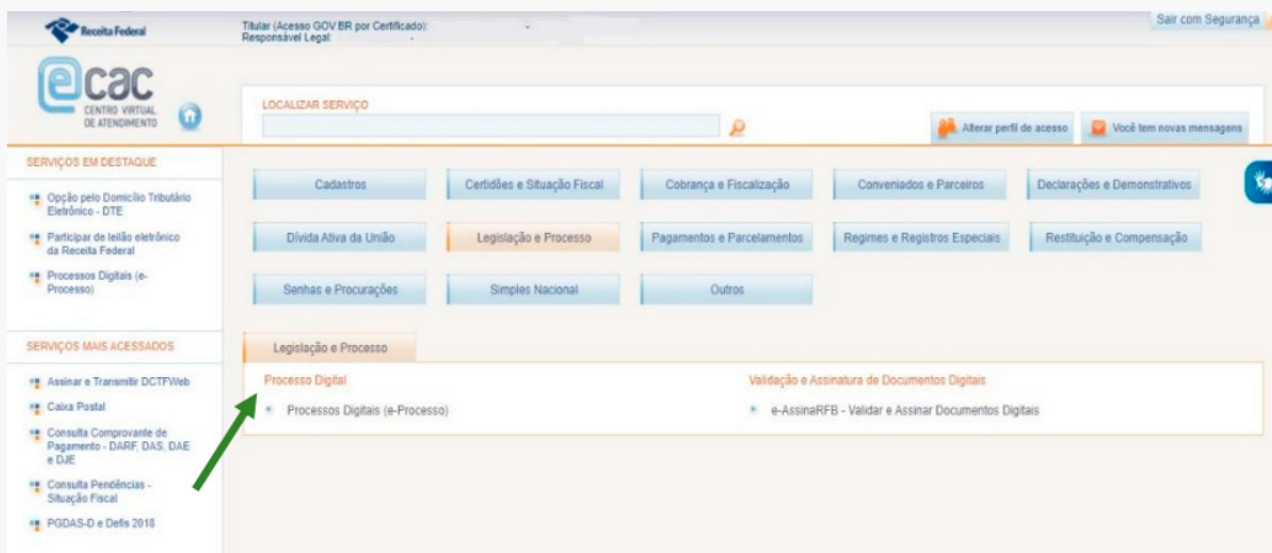 Receita Federal
Titular (Acesso GOV BR por Certificado):
Responsável Legal:
Sair com Segurança
ecac
CENTRO VIRTUAL
DE ATENDIMENTO
LOCALIZAR SERVIÇO
Alterar perfil de acesso
Você tem novas mensagens
SERVIÇOS EM DESTAQUE
Opção pelo Domicílio Tributário
Eletrônico - DTE
Participar de leilão eletrônico
da Receita Federal
Processos Digitais (e-
Processo)
Cadastros
Certidões e Situação Fiscal
Cobrança e Fiscalização
Conveniados e Parceiros
Declarações e Demonstrativos
Dívida Ativa da União
Legislação e Processo
Pagamentos e Parcelamentos
Regimes e Registros Especiais
Restituição e Compensação
Senhas e Procurações
Simples Nacional
Outros
SERVIÇOS MAIS ACESSADOS
Assinar e Transmitir DCTFWeb
Caixa Postal
Consulta Comprovante de
Pagamento - DARF, DAS, DAE
e DJE
Consulta Pendências -
Situação Fiscal
PGDAS-D e Defis 2018
Legislação e Processo
Processo Digital
Processos Digitais (e-Processo)
Validação e Assinatura de Documentos Digitais
e-AssinaRFB - Validar e Assinar Documentos Digitais